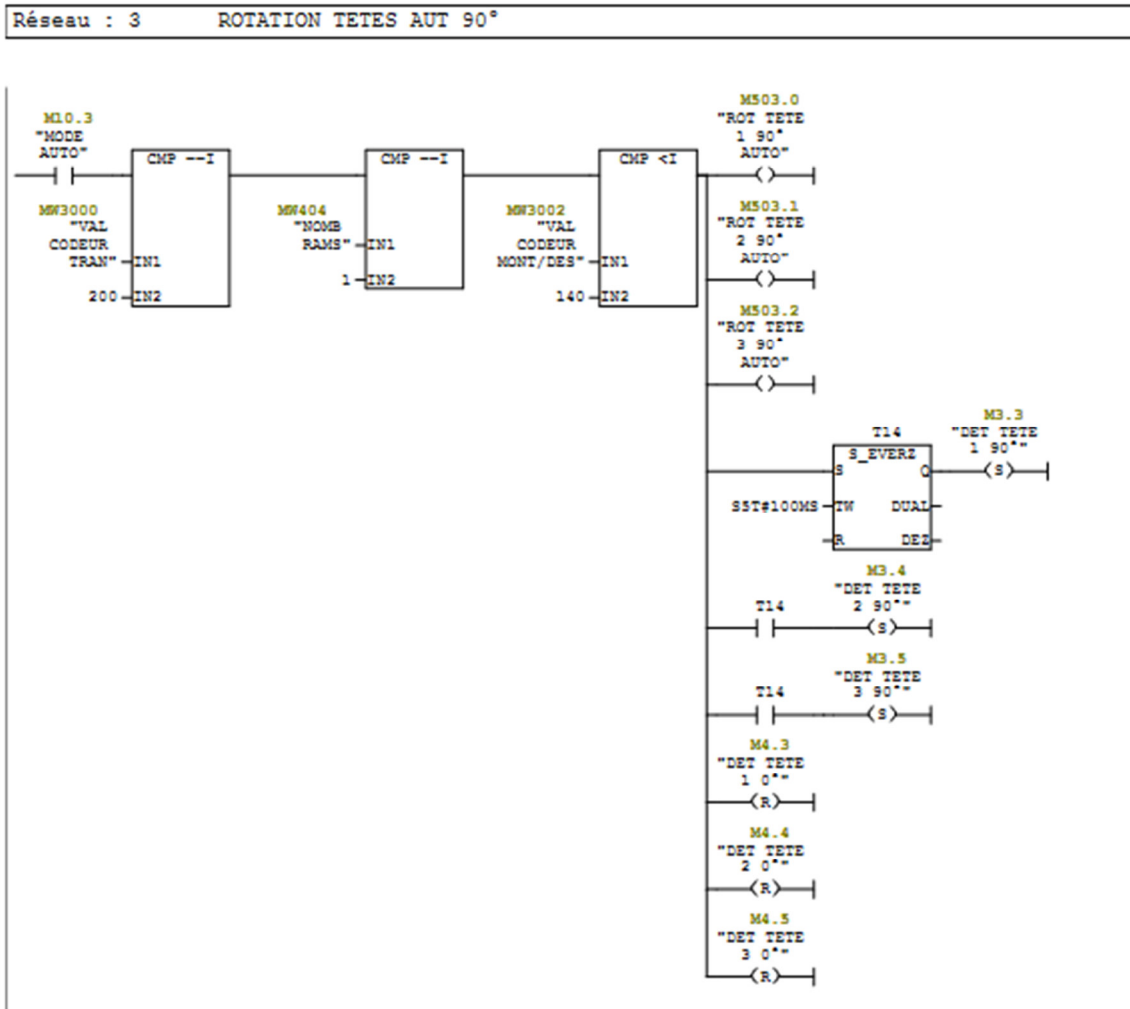 Réseau : 3 ROTATION TETES AUT 90°
M10.3
"MODE
AUTO"
CMP ==I
MW3000
"VAL
CODEUR
TRAN"
IN1
200
IN2
CMP ==I
MW404
"NOMB
RAMS"
IN1
1
IN2
CMP <I
MW3002
"VAL
CODEUR
MONT/DES"
IN1
140
IN2
M503.0
"ROT TETE
1 90°
AUTO"
M503.1
"ROT TETE
2 90°
AUTO"
M503.2
"ROT TETE
3 90°
AUTO"
T14
S_EVERZ
S
Q
S5T#100MS
TW
DUAL
R
DEZ
M3.3
"DET TETE
1 90°"
(S)
T14
M3.4
"DET TETE
2 90°"
(S)
T14
M3.5
"DET TETE
3 90°"
(S)
M4.3
"DET TETE
1 0°"
(R)
M4.4
"DET TETE
2 0°"
(R)
M4.5
"DET TETE
3 0°"
(R)